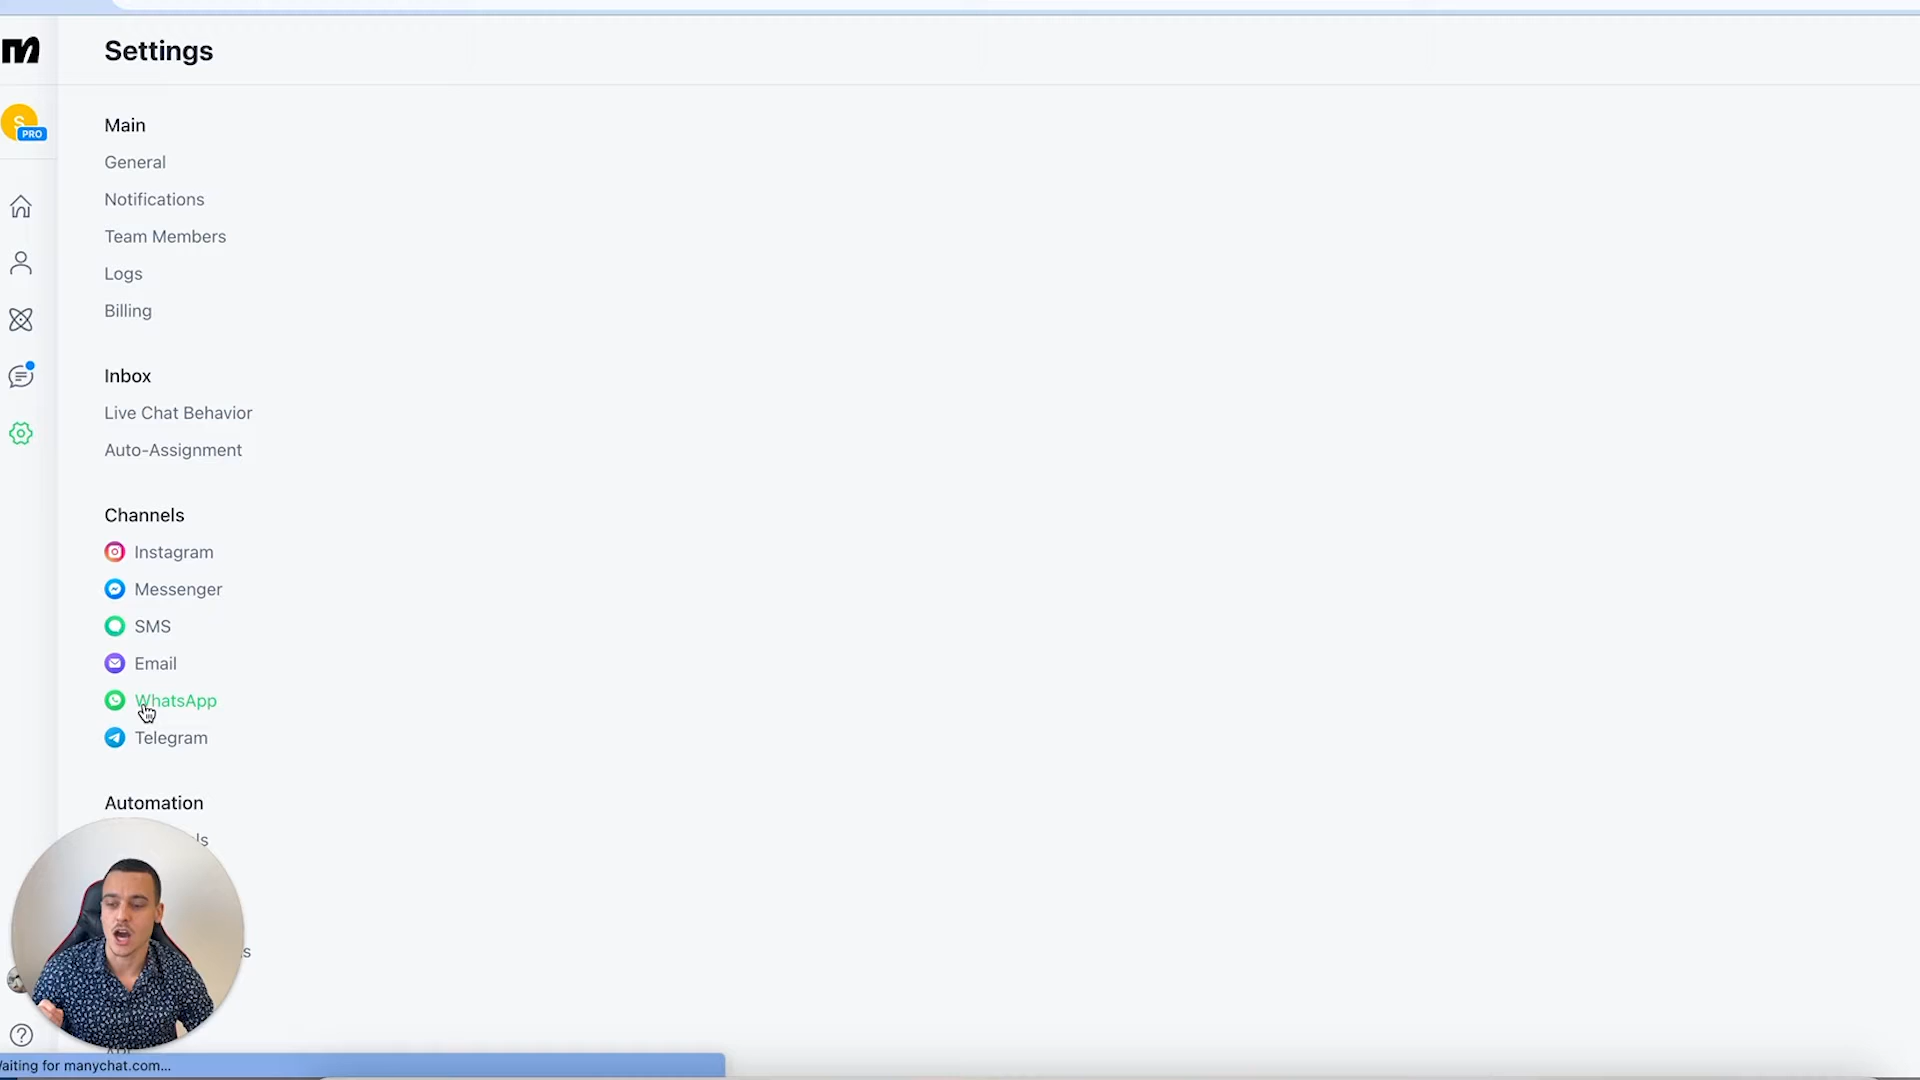 Settings
S
PRO
Main
General
Notifications
Team Members
Logs
Billing
Inbox
Live Chat Behavior
Auto-Assignment
Channels
Instagram
Messenger
SMS
Email
WhatsApp
Telegram
Automation
ls
s
aiting for manychat.com...